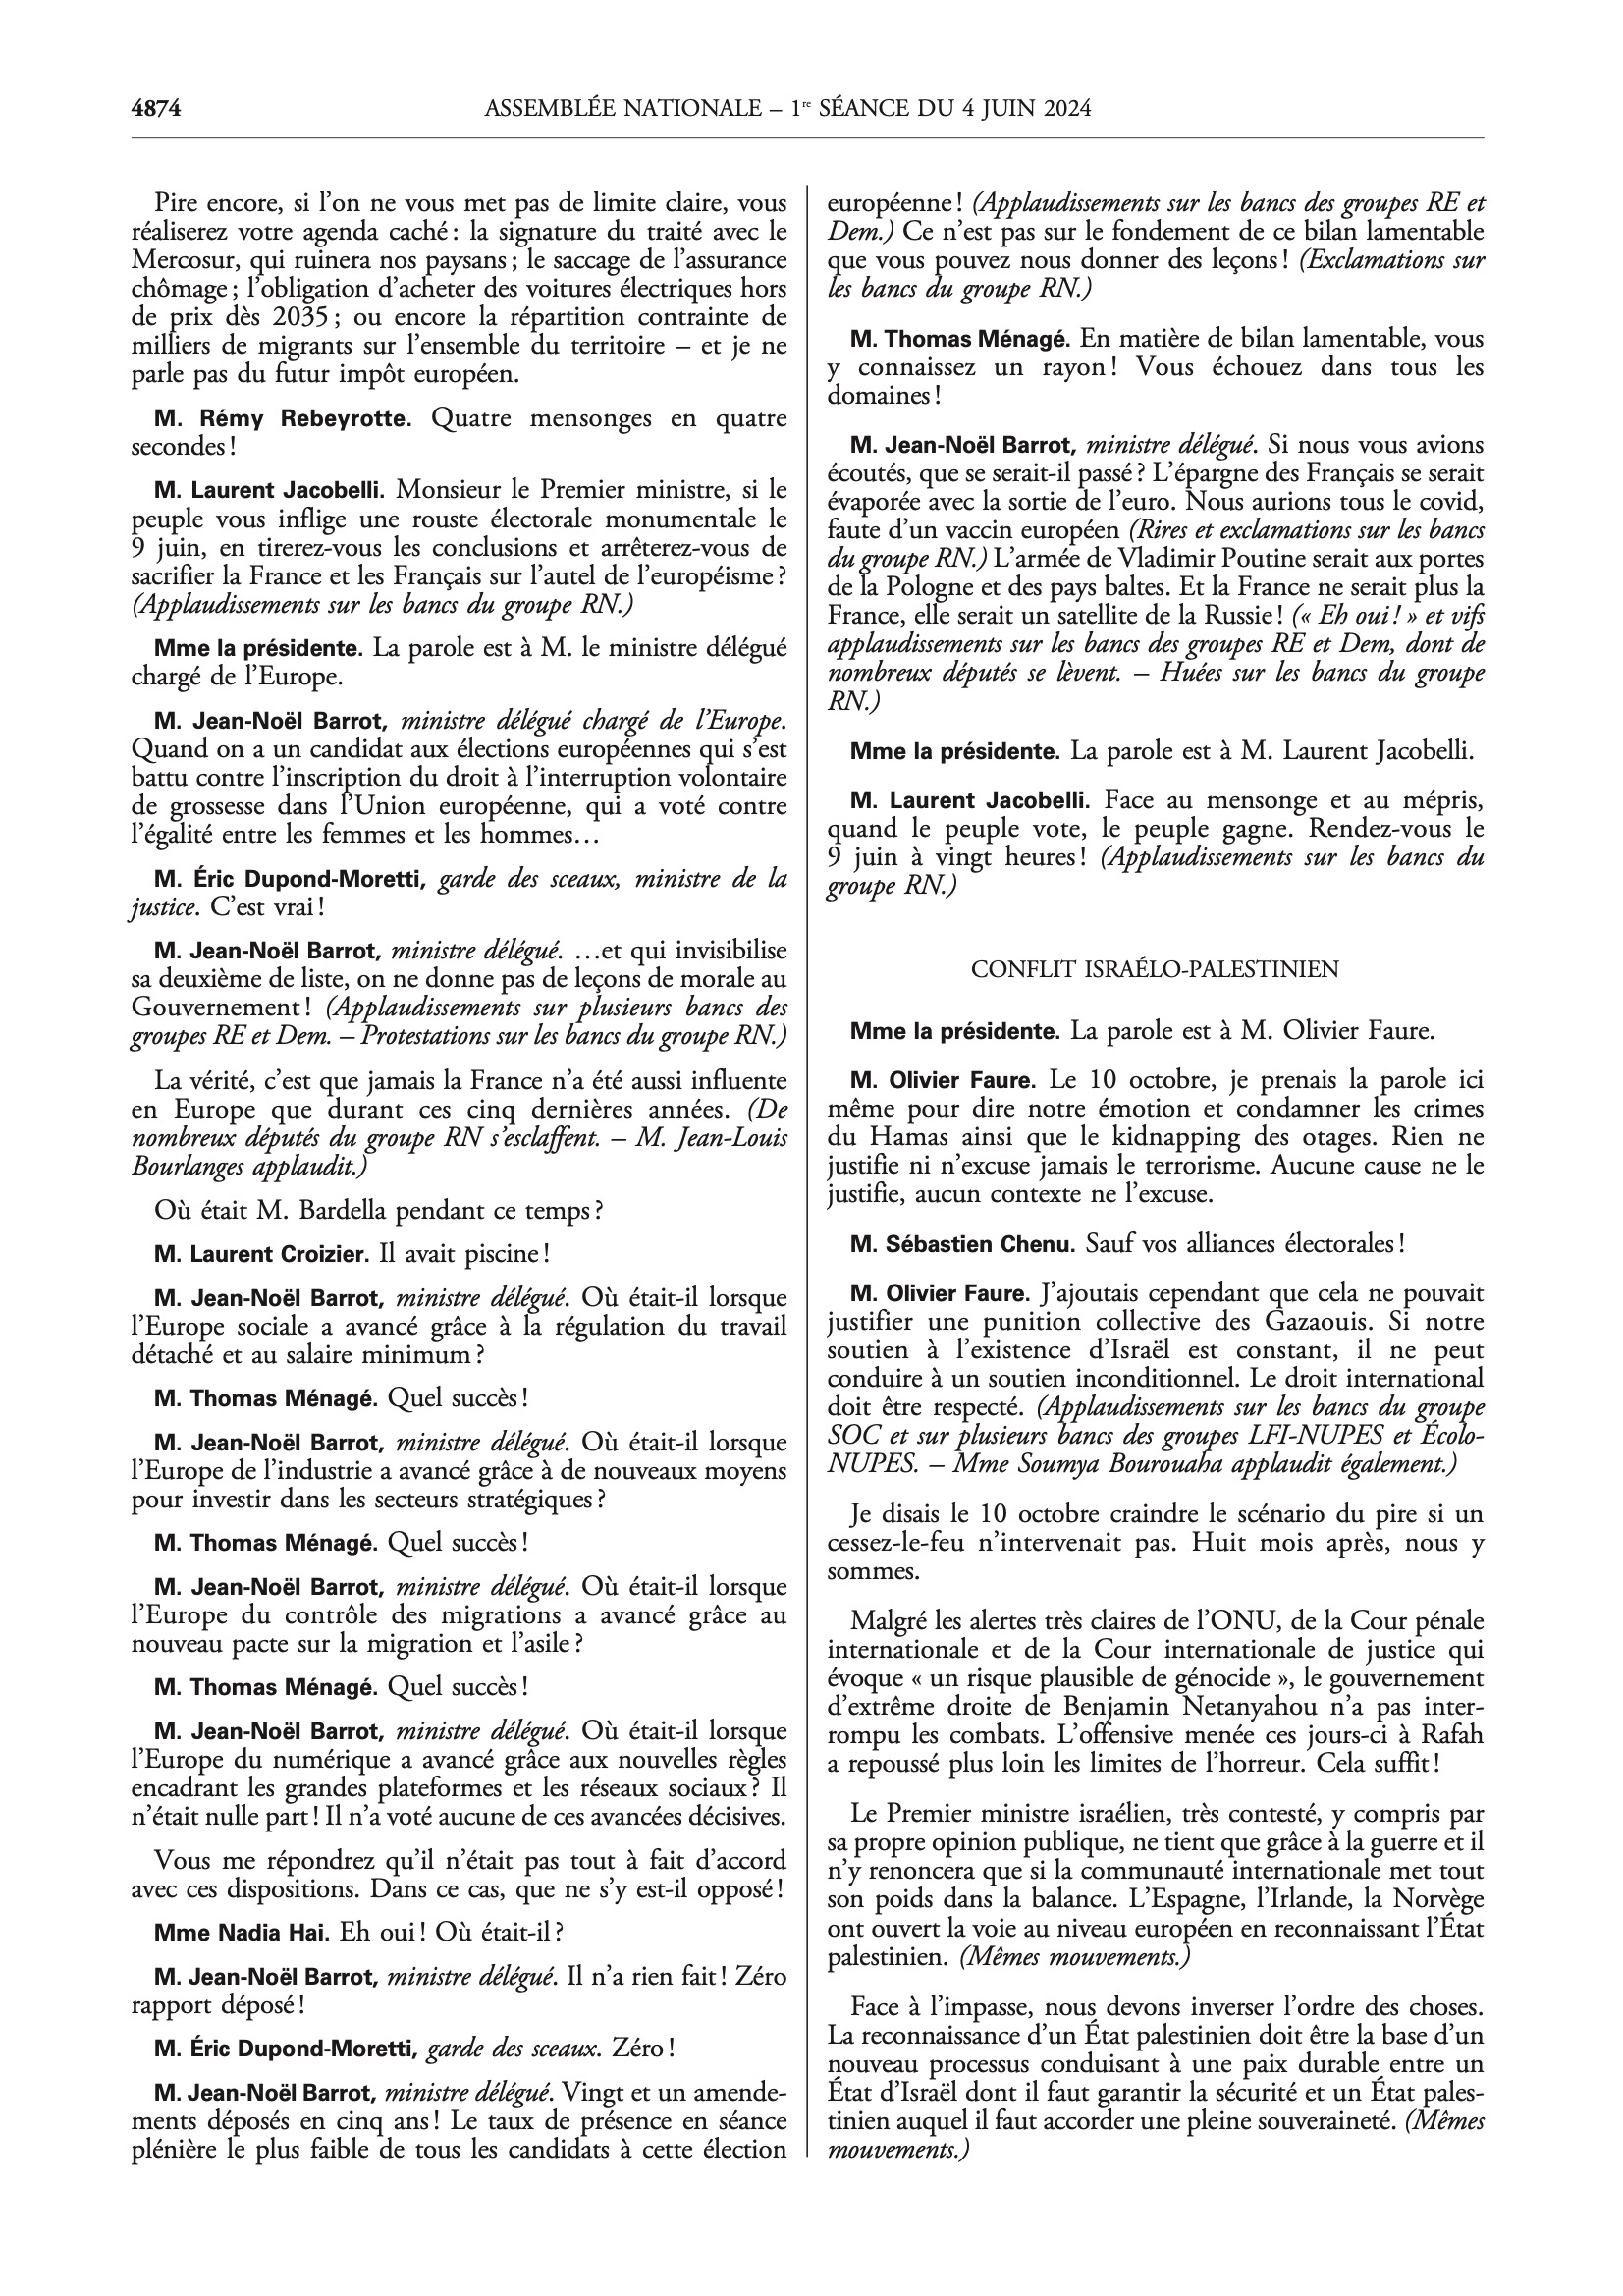 4874
ASSEMBLÉE NATIONALE – 1re SÉANCE DU 4 JUIN 2024
Pire encore, si l’on ne vous met pas de limite claire, vous
réaliserez votre agenda caché : la signature du traité avec le
Mercosur, qui ruinera nos paysans ; le saccage de l’assurance
chômage ; l’obligation d’acheter des voitures électriques hors
de prix dès 2035 ; ou encore la répartition contrainte de
milliers de migrants sur l’ensemble du territoire – et je ne
parle pas du futur impôt européen.
M. Rémy Rebeyrotte. Quatre mensonges en quatre
secondes !
M. Laurent Jacobelli. Monsieur le Premier ministre, si le
peuple vous inflige une rouste électorale monumentale le
9 juin, en tirerez-vous les conclusions et arrêterez-vous de
sacrifier la France et les Français sur l’autel de l’européisme ?
(Applaudissements sur les bancs du groupe RN.)
Mme la présidente. La parole est à M. le ministre délégué
chargé de l’Europe.
M. Jean-Noël Barrot, ministre délégué chargé de l’Europe.
Quand on a un candidat aux élections européennes qui s’est
battu contre l’inscription du droit à l’interruption volontaire
de grossesse dans l’Union européenne, qui a voté contre
l’égalité entre les femmes et les hommes…
M. Éric Dupond-Moretti, garde des sceaux, ministre de la
justice. C’est vrai !
M. Jean-Noël Barrot, ministre délégué. …et qui invisibilise
sa deuxième de liste, on ne donne pas de leçons de morale au
Gouvernement ! (Applaudissements sur plusieurs bancs des
groupes RE et Dem. – Protestations sur les bancs du groupe RN.)
La vérité, c’est que jamais la France n’a été aussi influente
en Europe que durant ces cinq dernières années. (De
nombreux députés du groupe RN s’esclaffent. – M. Jean-Louis
Bourlanges applaudit.)
Où était M. Bardella pendant ce temps ?
M. Laurent Croizier. Il avait piscine !
M. Jean-Noël Barrot, ministre délégué. Où était-il lorsque
l’Europe sociale a avancé grâce à la régulation du travail
détaché et au salaire minimum ?
M. Thomas Ménagé. Quel succès !
M. Jean-Noël Barrot, ministre délégué. Où était-il lorsque
l’Europe de l’industrie a avancé grâce à de nouveaux moyens
pour investir dans les secteurs stratégiques ?
M. Thomas Ménagé. Quel succès !
M. Jean-Noël Barrot, ministre délégué. Où était-il lorsque
l’Europe du contrôle des migrations a avancé grâce au
nouveau pacte sur la migration et l’asile ?
M. Thomas Ménagé. Quel succès !
M. Jean-Noël Barrot, ministre délégué. Où était-il lorsque
l’Europe du numérique a avancé grâce aux nouvelles règles
encadrant les grandes plateformes et les réseaux sociaux ? Il
n’était nulle part ! Il n’a voté aucune de ces avancées décisives.
Vous me répondrez qu’il n’était pas tout à fait d’accord
avec ces dispositions. Dans ce cas, que ne s’y est-il opposé !
Mme Nadia Hai. Eh oui ! Où était-il ?
M. Jean-Noël Barrot, ministre délégué. Il n’a rien fait ! Zéro
rapport déposé !
M. Éric Dupond-Moretti, garde des sceaux. Zéro !
M. Jean-Noël Barrot, ministre délégué. Vingt et un amende-
ments déposés en cinq ans ! Le taux de présence en séance
plénière le plus faible de tous les candidats à cette élection
européenne ! (Applaudissements sur les bancs des groupes RE et
Dem.) Ce n’est pas sur le fondement de ce bilan lamentable
que vous pouvez nous donner des leçons ! (Exclamations sur
les bancs du groupe RN.)
M. Thomas Ménagé. En matière de bilan lamentable, vous
y connaissez un rayon ! Vous échouez dans tous les
domaines !
M. Jean-Noël Barrot, ministre délégué. Si nous vous avions
écoutés, que se serait-il passé ? L’épargne des Français se serait
évaporée avec la sortie de l’euro. Nous aurions tous le covid,
faute d’un vaccin européen (Rires et exclamations sur les bancs
du groupe RN.) L’armée de Vladimir Poutine serait aux portes
de la Pologne et des pays baltes. Et la France ne serait plus la
France, elle serait un satellite de la Russie ! (« Eh oui ! » et vifs
applaudissements sur les bancs des groupes RE et Dem, dont de
nombreux députés se lèvent. – Huées sur les bancs du groupe
RN.)
Mme la présidente. La parole est à M. Laurent Jacobelli.
M. Laurent Jacobelli. Face au mensonge et au mépris,
quand le peuple vote, le peuple gagne. Rendez-vous le
9 juin à vingt heures ! (Applaudissements sur les bancs du
groupe RN.)
CONFLIT ISRAÉLO-PALESTINIEN
Mme la présidente. La parole est à M. Olivier Faure.
M. Olivier Faure. Le 10 octobre, je prenais la parole ici
même pour dire notre émotion et condamner les crimes
du Hamas ainsi que le kidnapping des otages. Rien ne
justifie ni n’excuse jamais le terrorisme. Aucune cause ne le
justifie, aucun contexte ne l’excuse.
M. Sébastien Chenu. Sauf vos alliances électorales !
M. Olivier Faure. J’ajoutais cependant que cela ne pouvait
justifier une punition collective des Gazaouis. Si notre
soutien à l’existence d’Israël est constant, il ne peut
conduire à un soutien inconditionnel. Le droit international
doit être respecté. (Applaudissements sur les bancs du groupe
SOC et sur plusieurs bancs des groupes LFI-NUPES et Écolo-
NUPES. – Mme Soumya Bourouaha applaudit également.)
Je disais le 10 octobre craindre le scénario du pire si un
cessez-le-feu n’intervenait pas. Huit mois après, nous y
sommes.
Malgré les alertes très claires de l’ONU, de la Cour pénale
internationale et de la Cour internationale de justice qui
évoque « un risque plausible de génocide », le gouvernement
d’extrême droite de Benjamin Netanyahou n’a pas inter-
rompu les combats. L’offensive menée ces jours-ci à Rafah
a repoussé plus loin les limites de l’horreur. Cela suffit !
Le Premier ministre israélien, très contesté, y compris par
sa propre opinion publique, ne tient que grâce à la guerre et il
n’y renoncera que si la communauté internationale met tout
son poids dans la balance. L’Espagne, l’Irlande, la Norvège
ont ouvert la voie au niveau européen en reconnaissant l’État
palestinien. (Mêmes mouvements.)
Face à l’impasse, nous devons inverser l’ordre des choses.
La reconnaissance d’un État palestinien doit être la base d’un
nouveau processus conduisant à une paix durable entre un
État d’Israël dont il faut garantir la sécurité et un État pales-
tinien auquel il faut accorder une pleine souveraineté. (Mêmes
mouvements.)